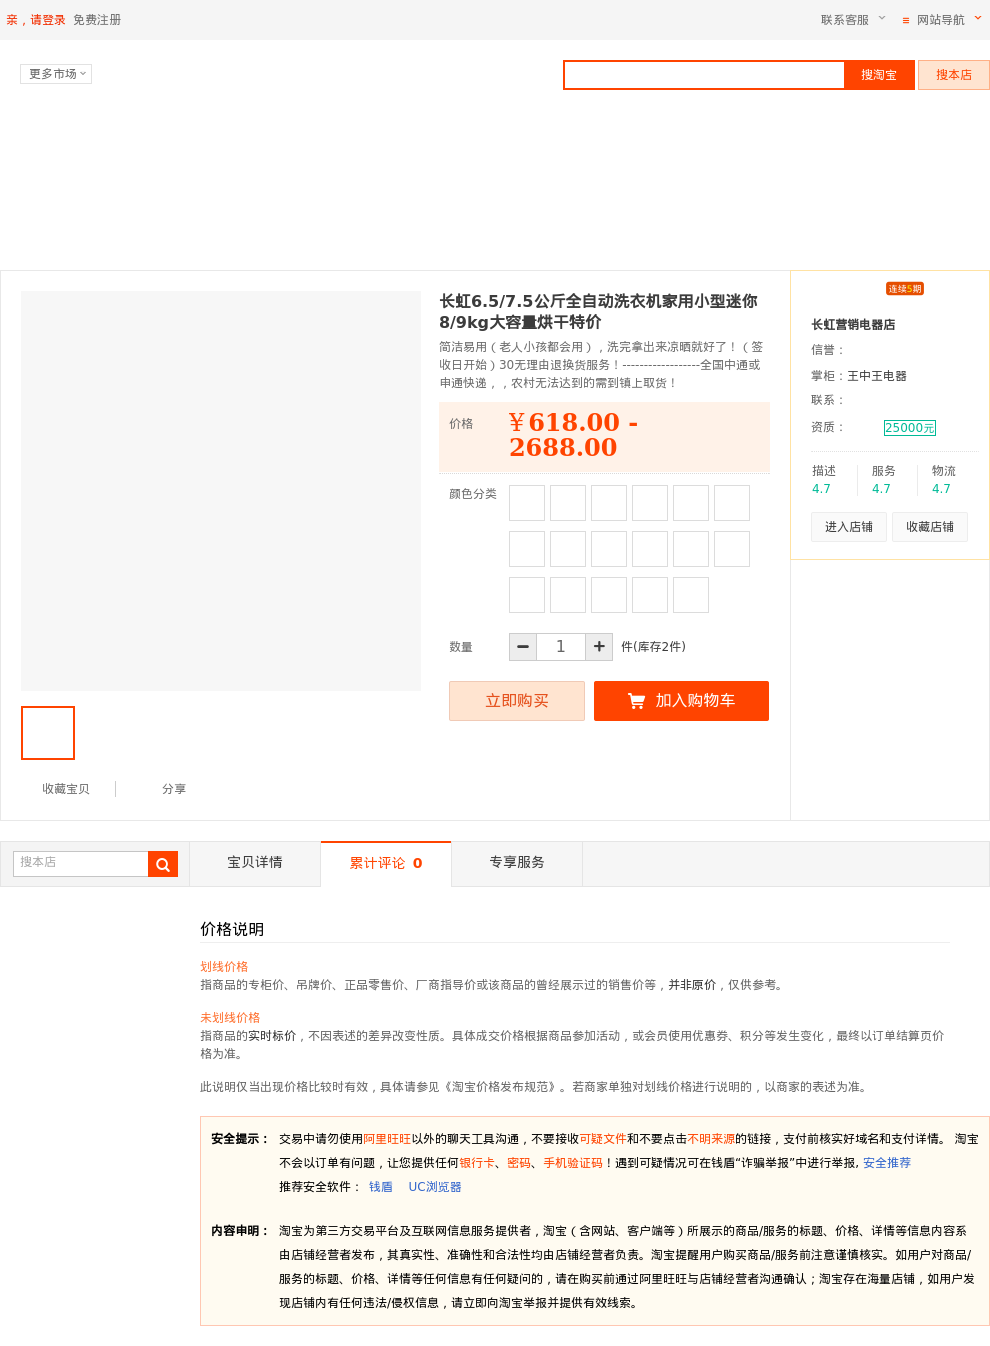 亲，请登录 免费注册 联系客服 网站导航
更多市场 搜淘宝 搜本店
连续5期
长虹6.5/7.5公斤全自动洗衣机家用小型迷你
8/9kg大容量烘干特价
简洁易用（老人小孩都会用），洗完拿出来凉晒就好了！（签
收日开始）30无理由退换货服务！------------------全国中通或
申通快递，，农村无法达到的需到镇上取货！
价格 ¥618.00 -
2688.00
颜色分类
数量 1 件(库存2件)
立即购买 加入购物车
长虹营销电器店
信誉：
掌柜：王中王电器
联系：
资质： 25000元
描述 服务 物流
4.7 4.7 4.7
进入店铺 收藏店铺
收藏宝贝 分享
搜本店 宝贝详情 累计评论 0 专享服务
价格说明
划线价格
指商品的专柜价、吊牌价、正品零售价、厂商指导价或该商品的曾经展示过的销售价等，并非原价，仅供参考。
未划线价格
指商品的实时标价，不因表述的差异改变性质。具体成交价格根据商品参加活动，或会员使用优惠券、积分等发生变化，最终以订单结算页价
格为准。
此说明仅当出现价格比较时有效，具体请参见《淘宝价格发布规范》。若商家单独对划线价格进行说明的，以商家的表述为准。
安全提示： 交易中请勿使用阿里旺旺以外的聊天工具沟通，不要接收可疑文件和不要点击不明来源的链接，支付前核实好域名和支付详情。 淘宝
不会以订单有问题，让您提供任何银行卡、密码、手机验证码！遇到可疑情况可在钱盾“诈骗举报”中进行举报, 安全推荐
推荐安全软件： 钱盾 UC浏览器
内容申明： 淘宝为第三方交易平台及互联网信息服务提供者，淘宝（含网站、客户端等）所展示的商品/服务的标题、价格、详情等信息内容系
由店铺经营者发布，其真实性、准确性和合法性均由店铺经营者负责。淘宝提醒用户购买商品/服务前注意谨慎核实。如用户对商品/
服务的标题、价格、详情等任何信息有任何疑问的，请在购买前通过阿里旺旺与店铺经营者沟通确认；淘宝存在海量店铺，如用户发
现店铺内有任何违法/侵权信息，请立即向淘宝举报并提供有效线索。